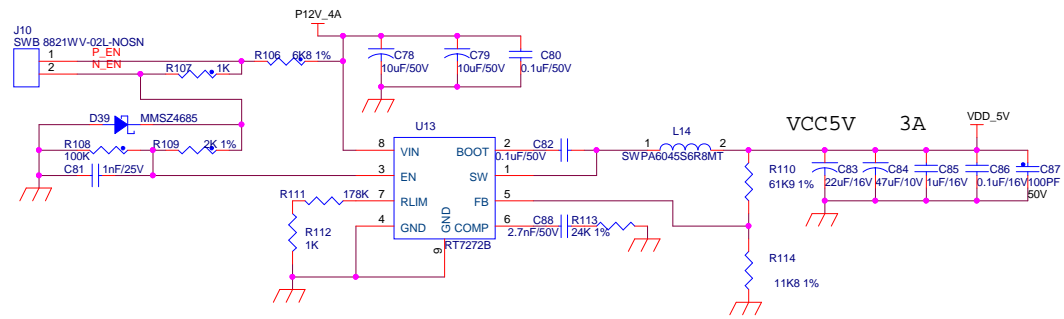 P12V_4A
J10
SWB 8821WV-02L-NOSN
1
P_EN
2
N_EN
R106
6K8 1%
R107
1K
C78
10uF/50V
C79
10uF/50V
C80
0.1uF/50V
D39
MMSZ4685
R108
100K
R109
2K 1%
C81
1nF/25V
U13
8
VIN
BOOT
2
3
EN
SW
1
7
RLIM
FB
5
4
GND
COMP
6
GND
9
RT7272B
R111
178K
R112
1K
C82
0.1uF/50V
1
L14
2
SWPA6045S6R8MT
C88
2.7nF/50V
R113
24K 1%
R110
61K9 1%
R114
11K8 1%
VCC5V 3A
VDD_5V
C83
22uF/16V
C84
47uF/10V
C85
1uF/16V
C86
0.1uF/16V
C87
100PF
50V